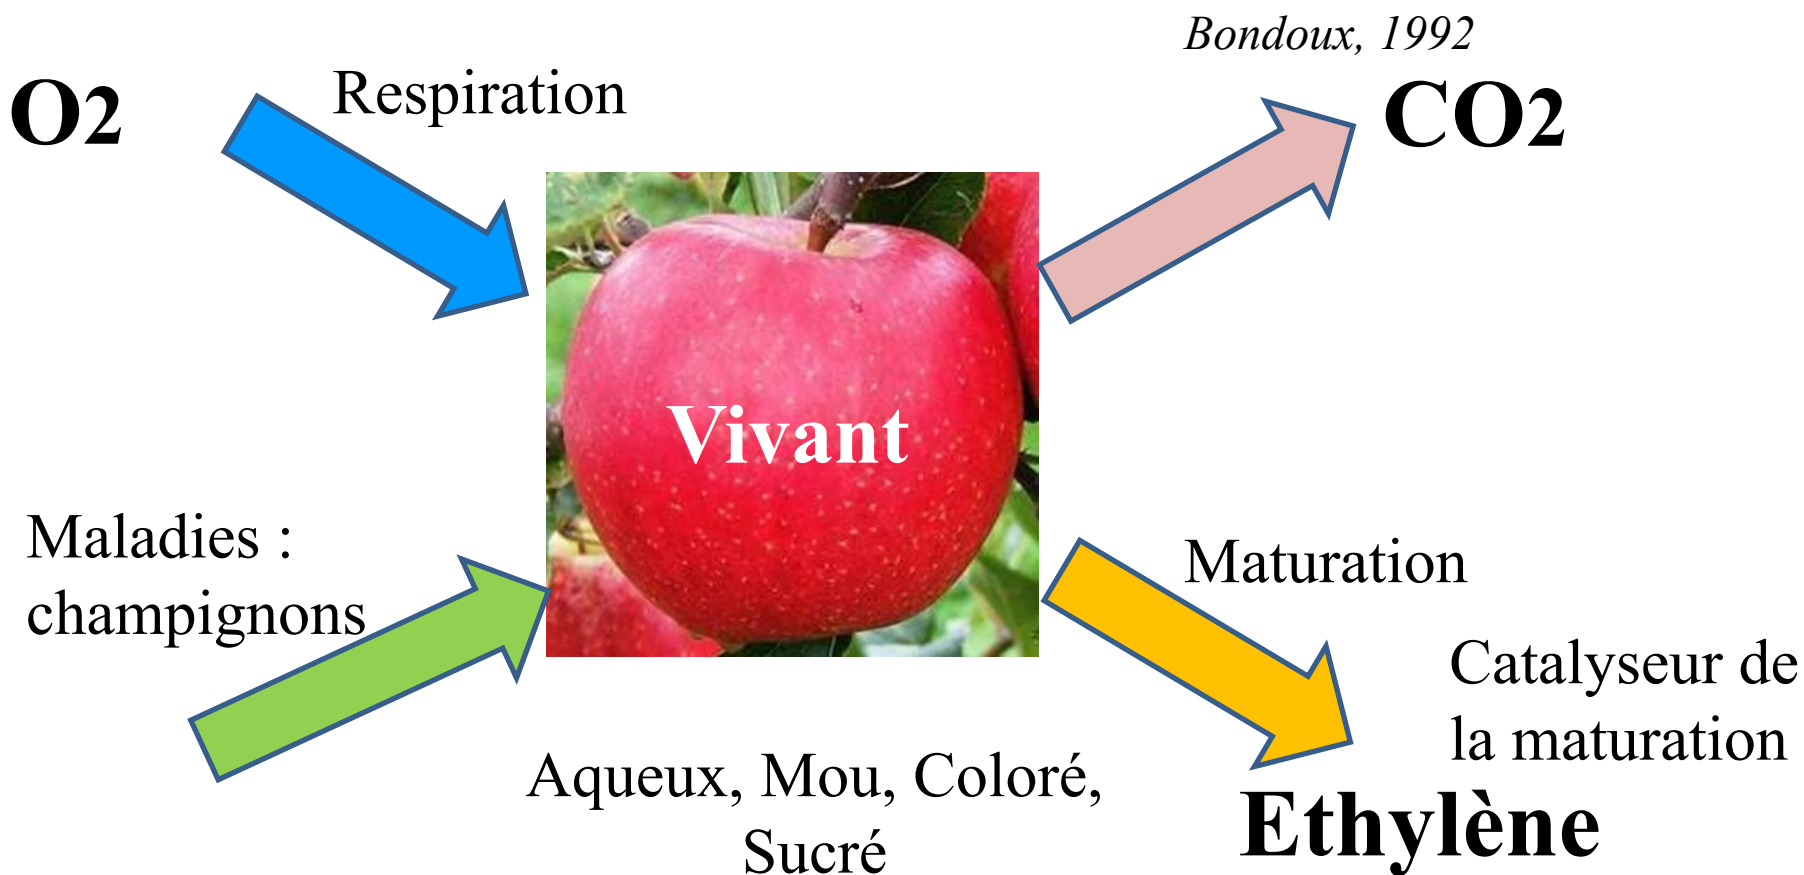 Bondoux, 1992
O2
Respiration
CO2
Vivant
Maladies :
champignons
Maturation
Catalyseur de
la maturation
Aqueux, Mou, Coloré,
Sucré
Ethylène